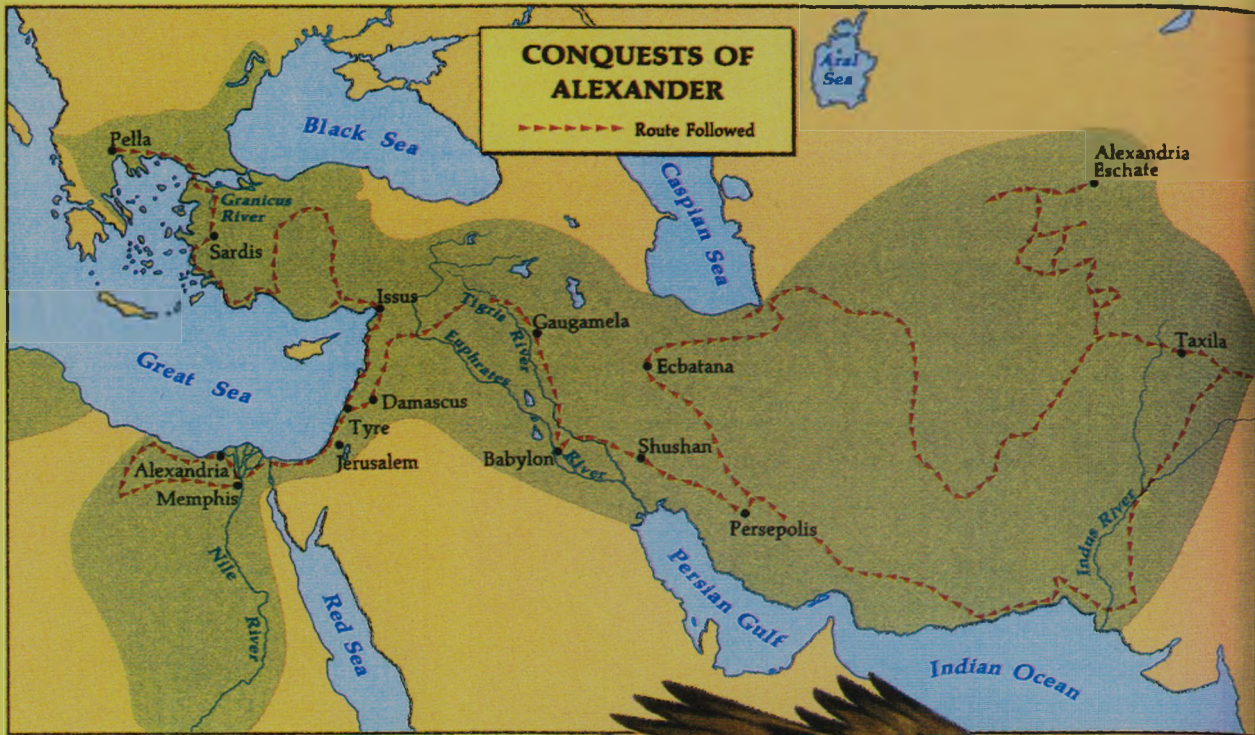 CONQUESTS OF
ALEXANDER
Route Followed
Aral
Sea
Black Sea
Caspian Sea
Pella
Granicus
River
Sardis
Alexandria
Eschate
Issus
Tigris River
Gaugamela
Euphrates River
Ecbatana
Taxila
Great Sea
Damascus
Tyre
Jerusalem
Babylon
Shushan
Alexandria
Memphis
Persepolis
Indus River
Nile River
Red Sea
Persian Gulf
Indian Ocean